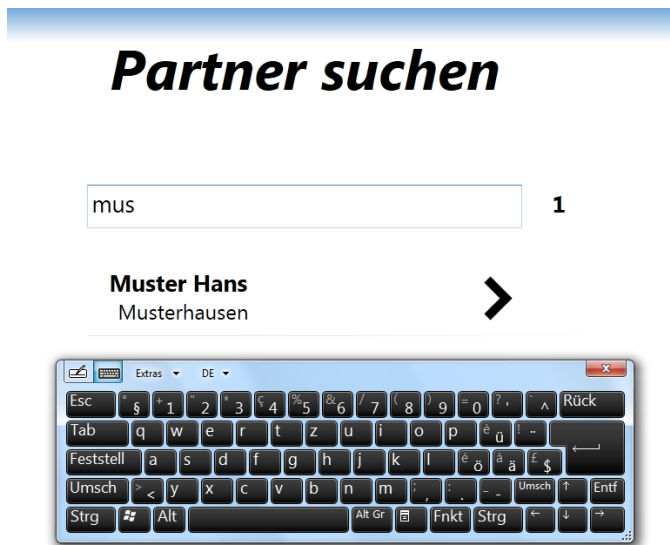 Partner suchen
mus 1
Muster Hans
Musterhausen
Extras DE x
Esc ° § + 1 " 2 * 3 ç 4 % 5 & 6 / 7 ( 8 ) 9 = 0 ? ' ` ^ Rück
Tab q w e r t z u i o p è ü ! ¨
Feststell a s d f g h j k l é ö à ä £ $ ←
Umsch > < y x c v b n m ; , : . _ - Umsch ↑ Entf
Strg Alt Alt Gr Fnkt Strg ← ↓ →